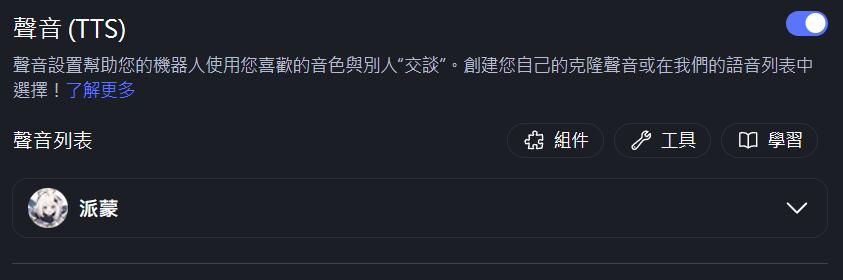 聲音 (TTS)
聲音設置幫助您的機器人使用您喜歡的音色與別人“交談”。創建您自己的克隆聲音或在我們的語音列表中
選擇！了解更多
聲音列表
組件
工具
學習
派蒙